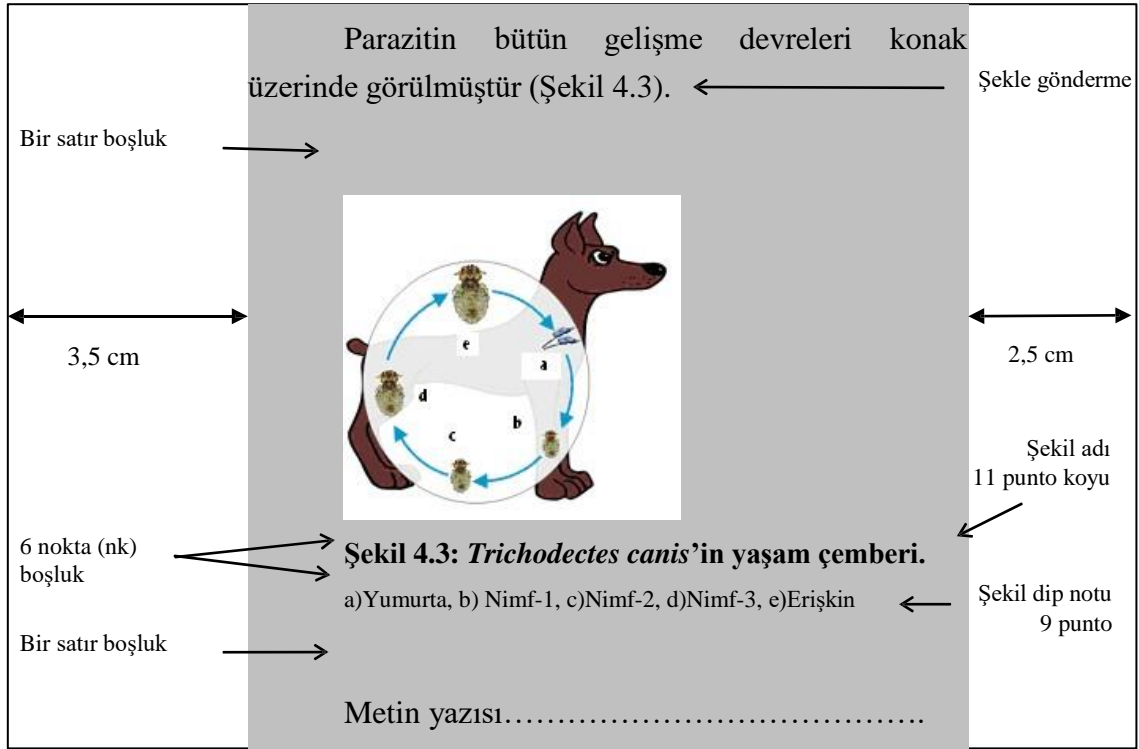 Parazitin bütün gelişme devreleri konak
üzerinde görülmüştür (Şekil 4.3).
Şekle gönderme
Bir satır boşluk
e
a
d
b
c
3,5 cm
2,5 cm
Şekil adı
11 punto koyu
6 nokta (nk)
boşluk
Şekil 4.3: Trichodectes canis’in yaşam çemberi.
a)Yumurta, b) Nimf-1, c)Nimf-2, d)Nimf-3, e)Erişkin
Şekil dip notu
9 punto
Bir satır boşluk
Metin yazısı…………………………………….